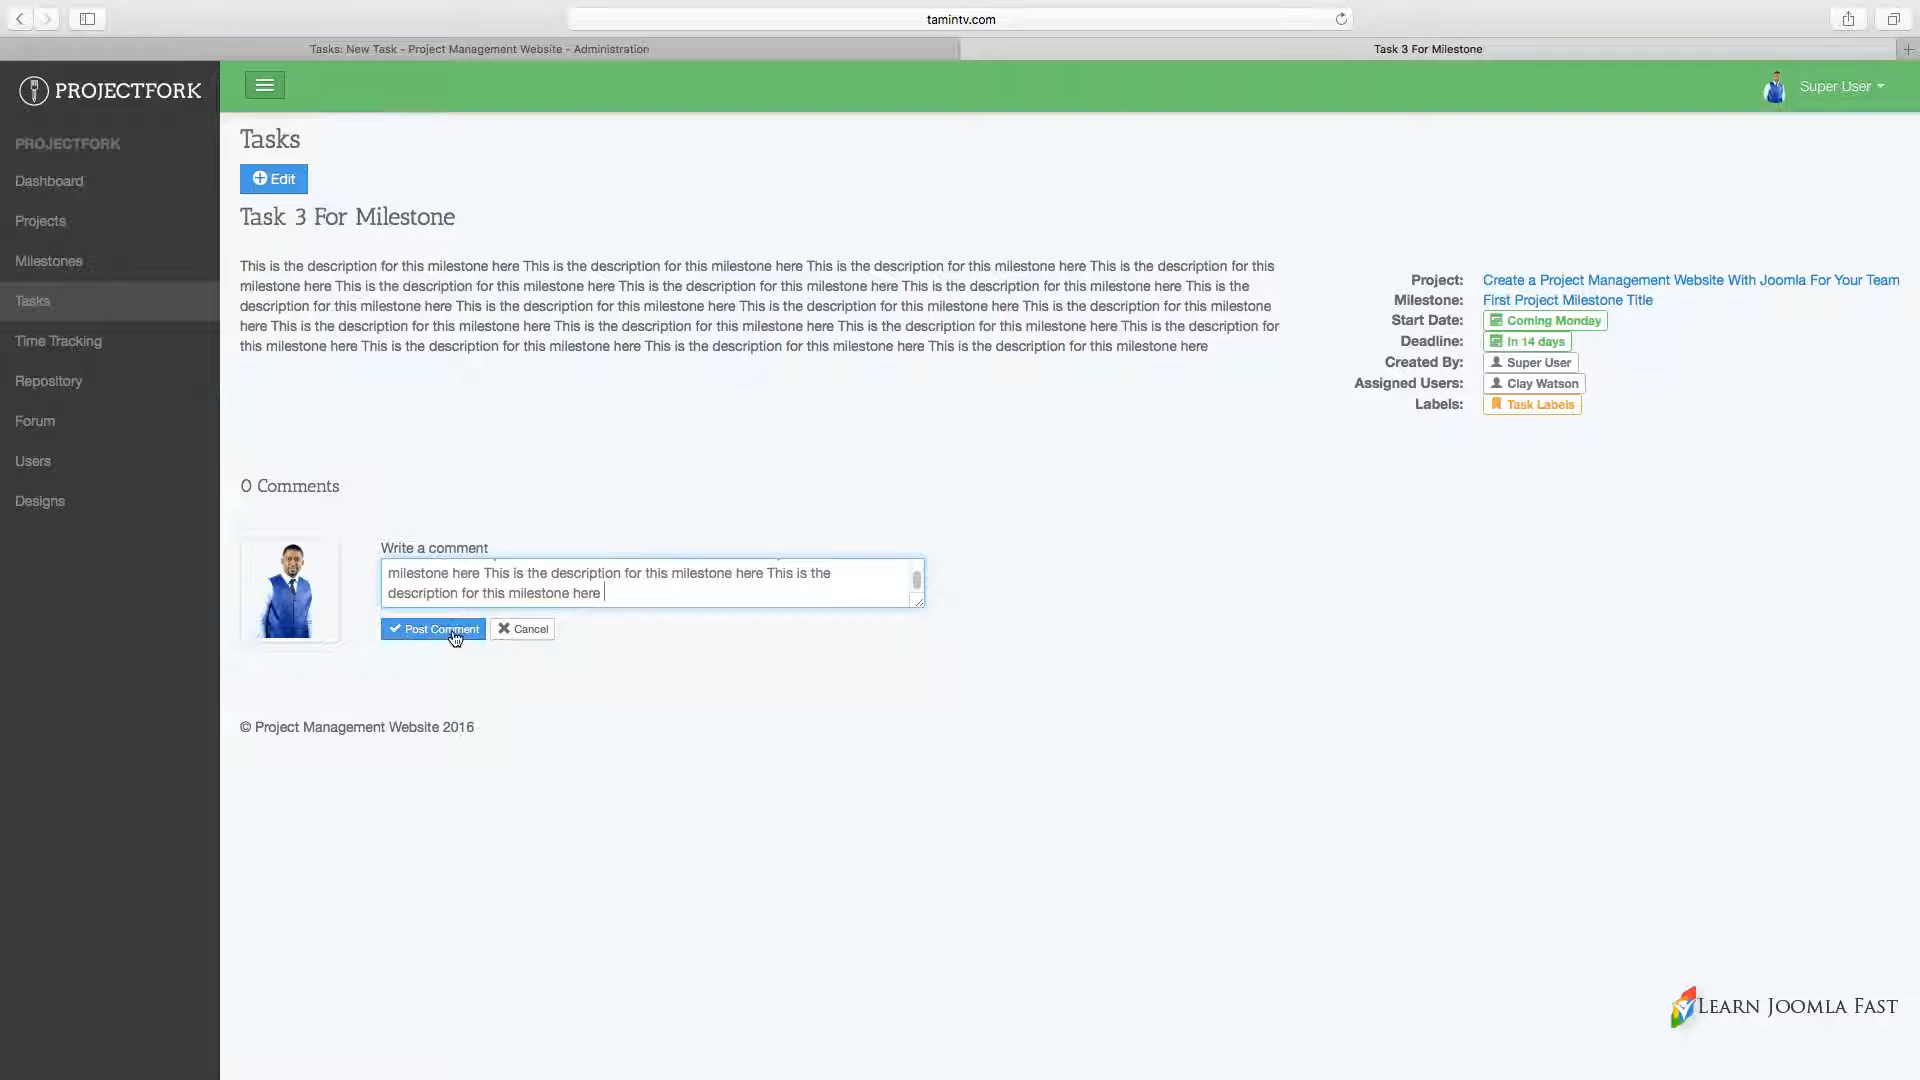 tamintv.com
Tasks: New Task - Project Management Website - Administration
Task 3 For Milestone
PROJECTFORK
Super User
PROJECTFORK
Dashboard
Projects
Milestones
Tasks
Time Tracking
Repository
Forum
Users
Designs
Tasks
Edit
Task 3 For Milestone
This is the description for this milestone here This is the description for this milestone here This is the description for this milestone here This is the description for this
milestone here This is the description for this milestone here This is the description for this milestone here This is the description for this milestone here This is the
description for this milestone here This is the description for this milestone here This is the description for this milestone here This is the description for this milestone
here This is the description for this milestone here This is the description for this milestone here This is the description for this milestone here This is the description for
this milestone here This is the description for this milestone here This is the description for this milestone here This is the description for this milestone here
Project: Create a Project Management Website With Joomla For Your Team
Milestone: First Project Milestone Title
Start Date: Coming Monday
Deadline: In 14 days
Created By: Super User
Assigned Users: Clay Watson
Labels: Task Labels
0 Comments
Write a comment
milestone here This is the description for this milestone here This is the
description for this milestone here
Post Comment
Cancel
© Project Management Website 2016
LEARN JOOMLA FAST